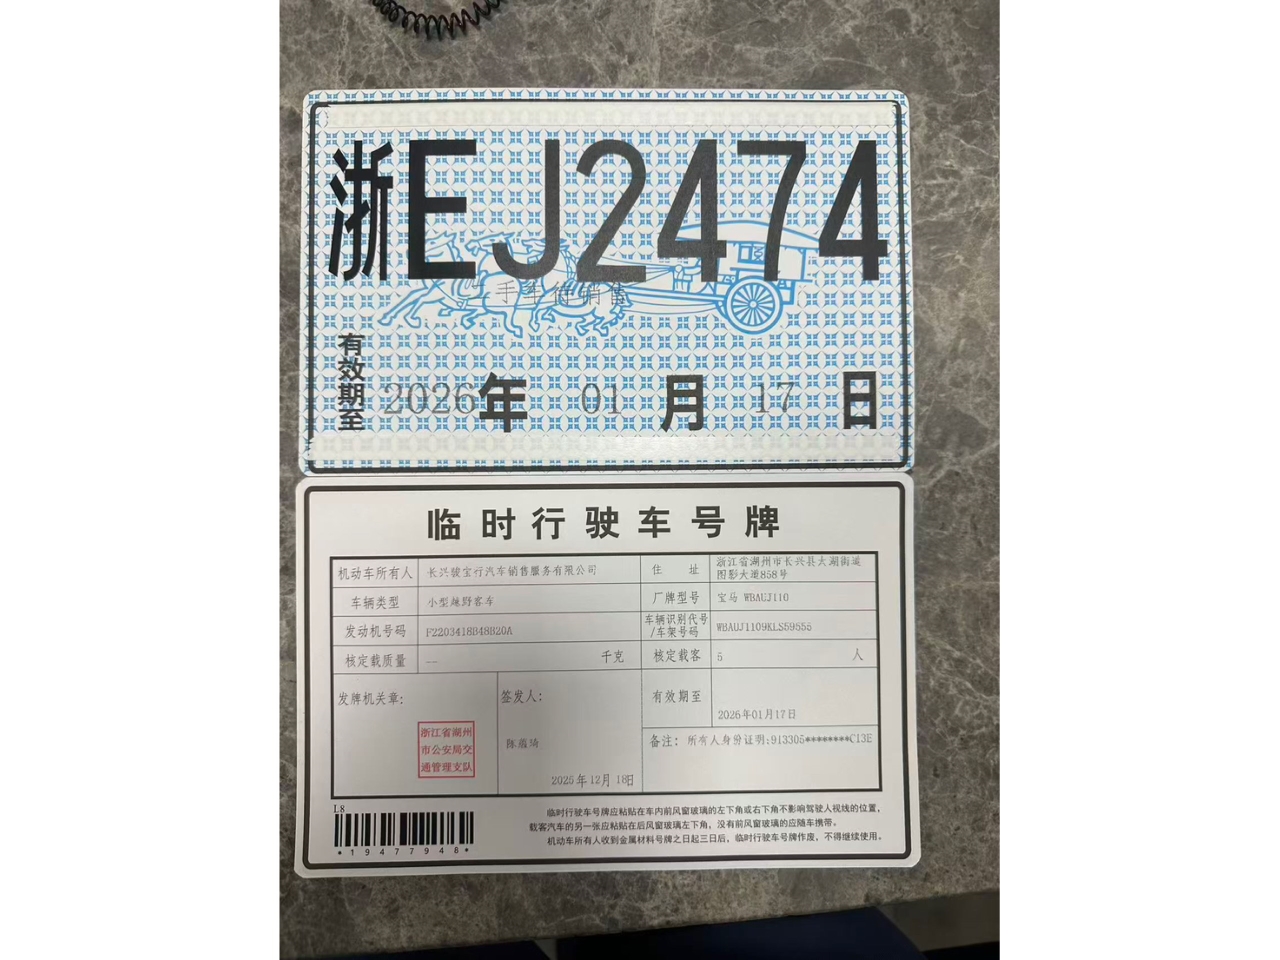 浙EJ2474
二手车待销售
有效期至 2026年 01月 17日
临时行驶车号牌
机动车所有人 长兴骏宝行汽车销售服务有限公司 住 址 浙江省湖州市长兴县太湖街道
图影大道858号
车辆类型 小型越野客车 厂牌型号 宝马 WBAUJ110
发动机号码 F2203418B48B20A 车辆识别代号
/车架号码 WBAUJ1109KLS59555
核定载质量 — 千克 核定载客 5 人
发牌机关章:
浙江省湖州
市公安局交
通管理支队
签发人:
2025年12月18日
有效期至
2026年01月17日
备注: 所有人身份证明:913305********C13E
L8
*19477948*
临时行驶车号牌应粘贴在车内前风窗玻璃的左下角或右下角不影响驾驶人视线的位置,
载客汽车的另一张应粘贴在后风窗玻璃左下角,没有前风窗玻璃的应随车携带。
机动车所有人收到金属材料号牌之日起三日后,临时行驶车号牌作废,不得继续使用。